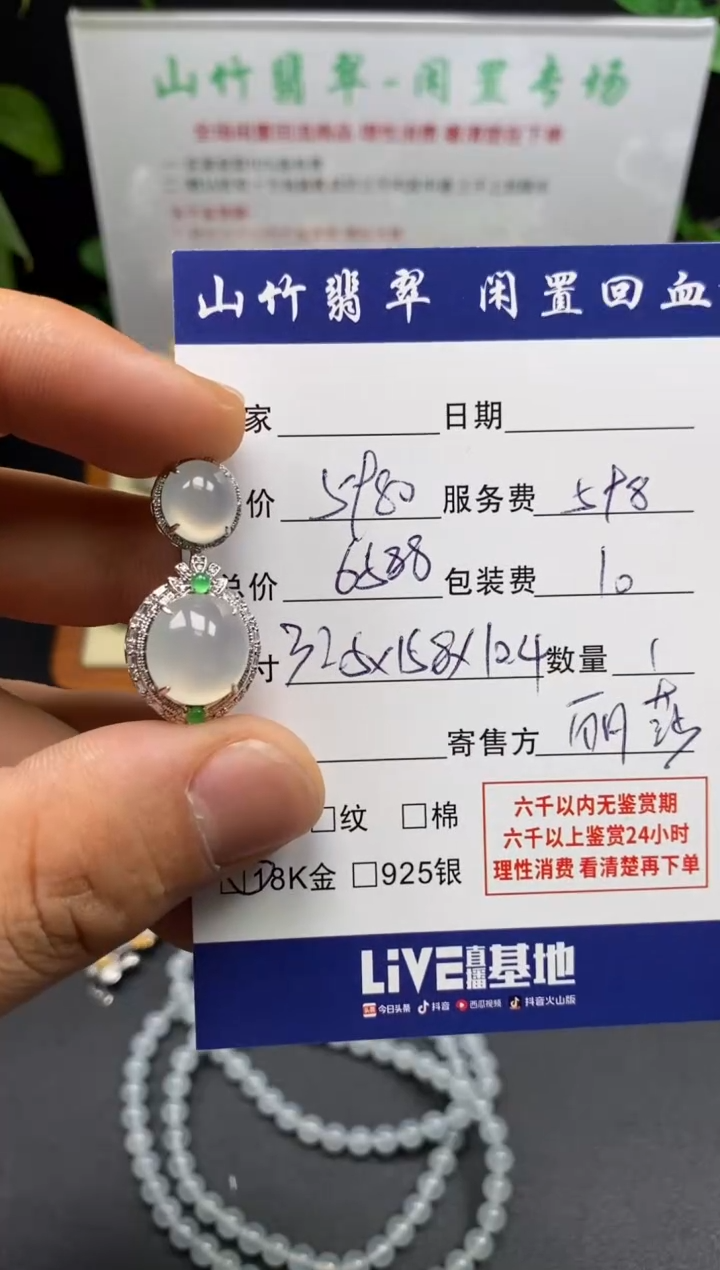 山竹翡翠-闲置专场
山竹翡翠 闲置回血
家 日期
价 5980 服务费 598
总价 6588 包装费 10
寸 32.5x15.8x10.4 数量 1
寄售方 丽莎
□纹 □棉
18K金 □925银
六千以内无鉴赏期
六千以上鉴赏24小时
理性消费 看清楚再下单
LIVE直播基地
头条 今日头条 抖音 西瓜视频 抖音火山版